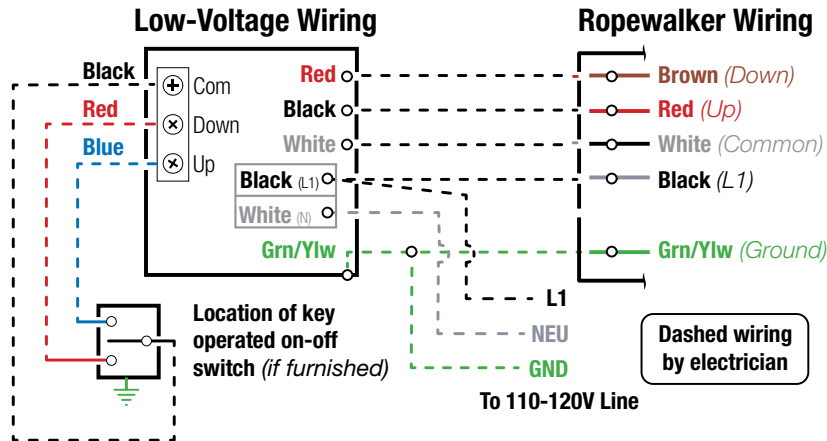 Low-Voltage Wiring
Ropewalker Wiring
Black
Red
Blue
Com
Down
Up
Red
Black
White
Black (L1)
White (N)
Grn/Ylw
Brown (Down)
Red (Up)
White (Common)
Black (L1)
Grn/Ylw (Ground)
Location of key
operated on-off
switch (if furnished)
L1
NEU
GND
To 110-120V Line
Dashed wiring
by electrician